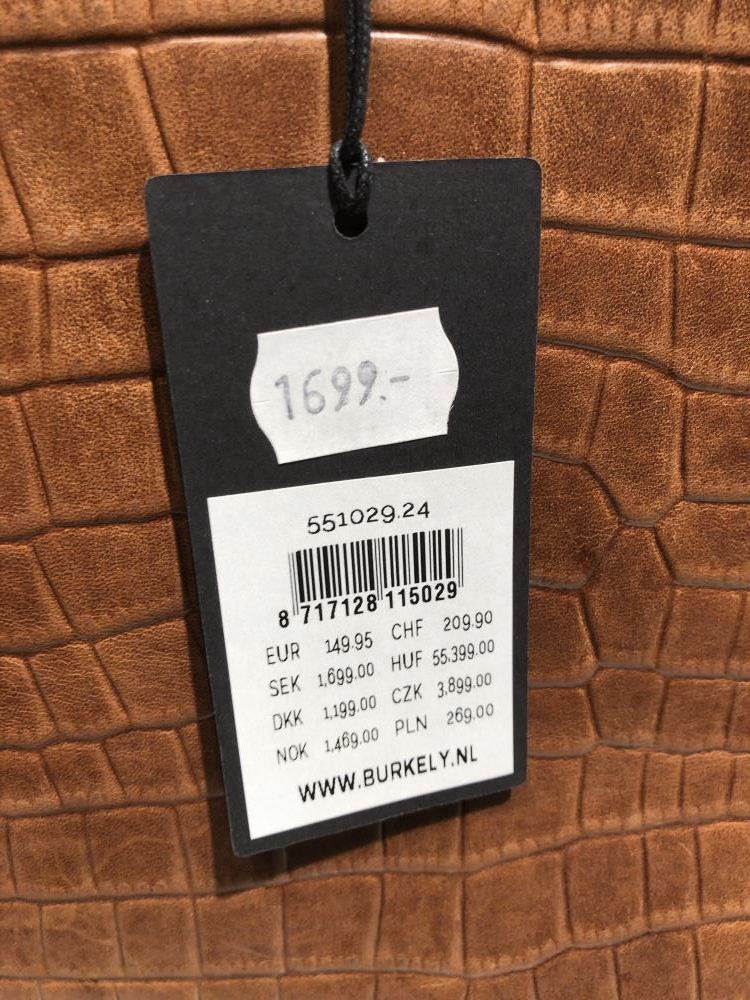 1699.-
551029.24
8 717128 115029
EUR 149.95 CHF 209.90
SEK 1,699.00 HUF 55.399.00
DKK 1,199.00 CZK 3,899.00
NOK 1,469.00 PLN 269.00
WWW.BURKELY.NL